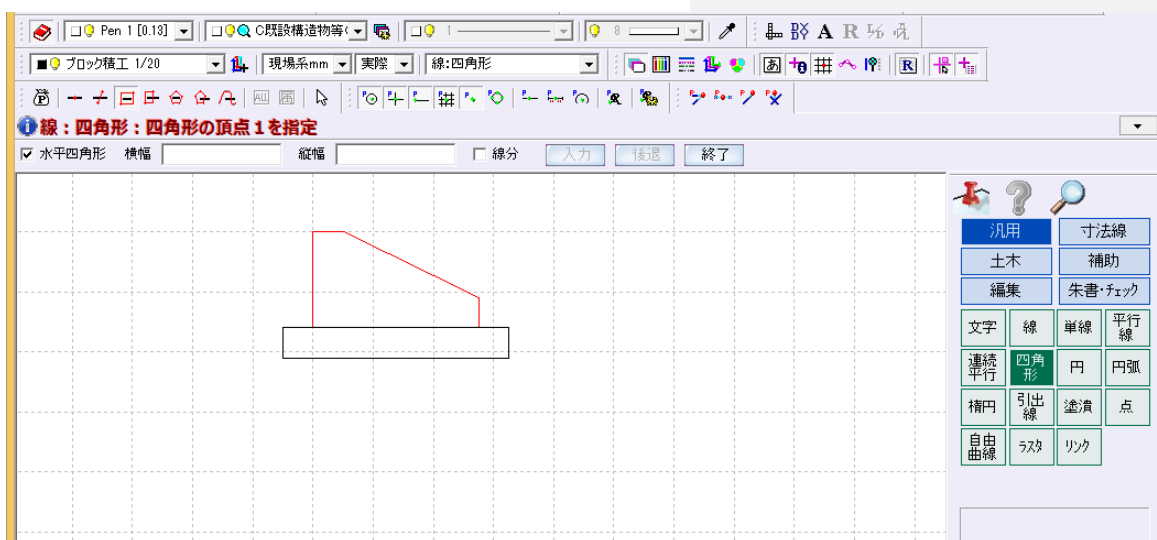 Pen 1 [0.13] C既設構造物等( 1 8 A R
ブロック積工 1/20 現場系mm 実際 線:四角形 あ R
ALL
線：四角形：四角形の頂点１を指定
水平四角形 横幅 縦幅 線分 入力 後退 終了
汎用 寸法線
土木 補助
編集 朱書・チェック
文字 線 単線 平行線
連続平行 四角形 円 円弧
楕円 引出線 塗潰 点
自由曲線 ラスタ リンク